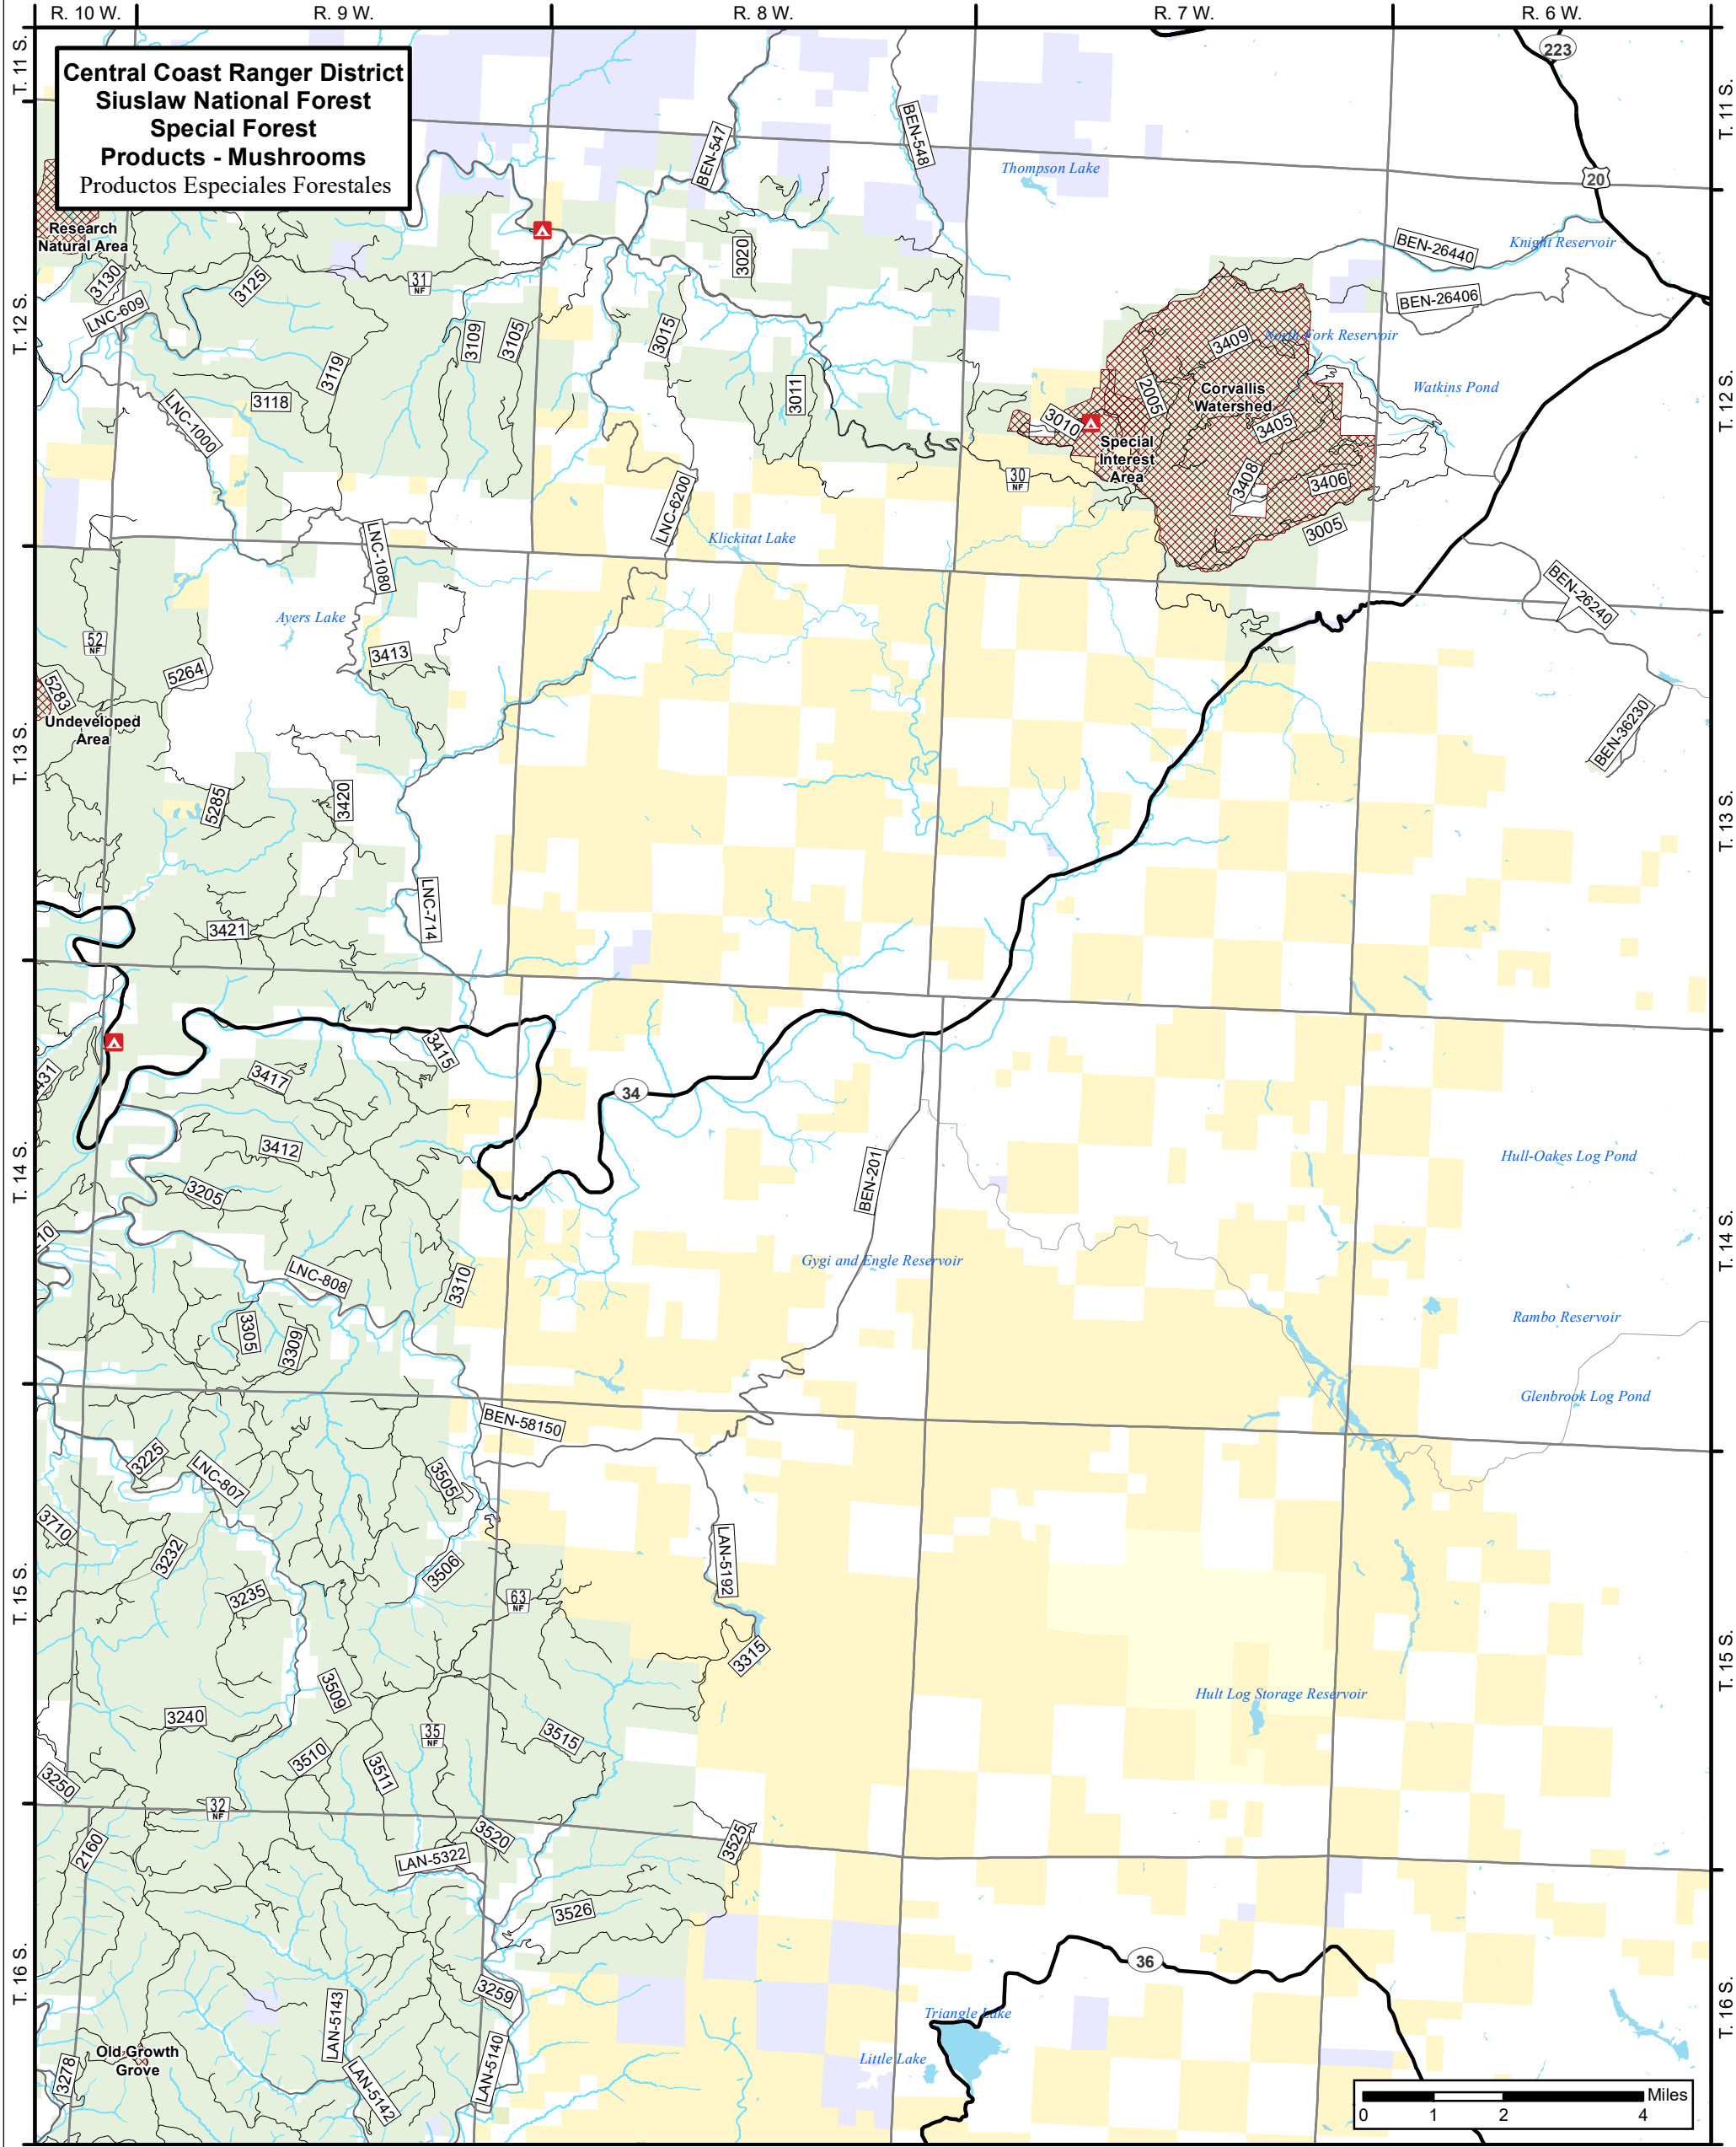 R. 10 W.
R. 9 W.
R. 8 W.
R. 7 W.
R. 6 W.
T. 11 S.
T. 11 S.
Central Coast Ranger District
Siuslaw National Forest
Special Forest
Products - Mushrooms
Productos Especiales Forestales
223
20
BEN-547
BEN-548
Thompson Lake
Research
Natural Area
3130
LNC-609
3125
31
NF
3020
BEN-26440
Knight Reservoir
BEN-26406
T. 12 S.
T. 12 S.
3119
3109
3105
3015
3011
3118
LNC-1000
3409
North Fork Reservoir
2005
Corvallis
Watershed
Watkins Pond
3010
3405
Special
Interest
Area
30
NF
3408
3406
3005
LNC-6200
LNC-1080
Klickitat Lake
BEN-26240
Ayers Lake
52
NF
3413
5264
5283
Undeveloped
Area
BEN-36230
T. 13 S.
T. 13 S.
5285
3420
LNC-714
3421
3415
3417
431
34
3412
T. 14 S.
T. 14 S.
3205
BEN-201
Hull-Oakes Log Pond
10
LNC-808
3310
Gygi and Engle Reservoir
3305
3309
Rambo Reservoir
Glenbrook Log Pond
BEN-58150
3225
LNC-807
3505
3710
3232
3506
LAN-5192
T. 15 S.
T. 15 S.
3235
63
NF
3315
3509
3240
35
NF
3515
Hult Log Storage Reservoir
3510
3511
3250
32
NF
2160
3520
LAN-5322
3525
3526
T. 16 S.
T. 16 S.
36
3259
LAN-5143
Triangle Lake
Old Growth
Grove
3278
LAN-5142
LAN-5140
Little Lake
Miles
0
1
2
4